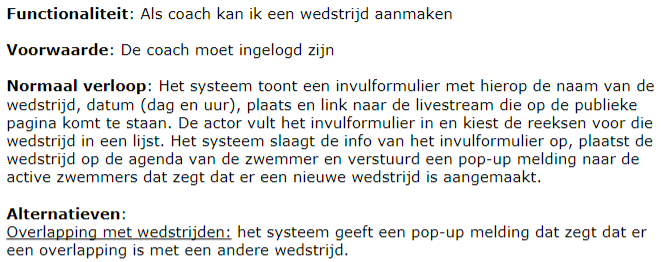 Functionaliteit: Als coach kan ik een wedstrijd aanmaken
Voorwaarde: De coach moet ingelogd zijn
Normaal verloop: Het systeem toont een invulformulier met hierop de naam van de
wedstrijd, datum (dag en uur), plaats en link naar de livestream die op de publieke
pagina komt te staan. De actor vult het invulformulier in en kiest de reeksen voor die
wedstrijd in een lijst. Het systeem slaagt de info van het invulformulier op, plaatst de
wedstrijd op de agenda van de zwemmer en verstuurd een pop-up melding naar de
active zwemmers dat zegt dat er een nieuwe wedstrijd is aangemaakt.
Alternatieven:
Overlapping met wedstrijden: het systeem geeft een pop-up melding dat zegt dat er
een overlapping is met een andere wedstrijd.